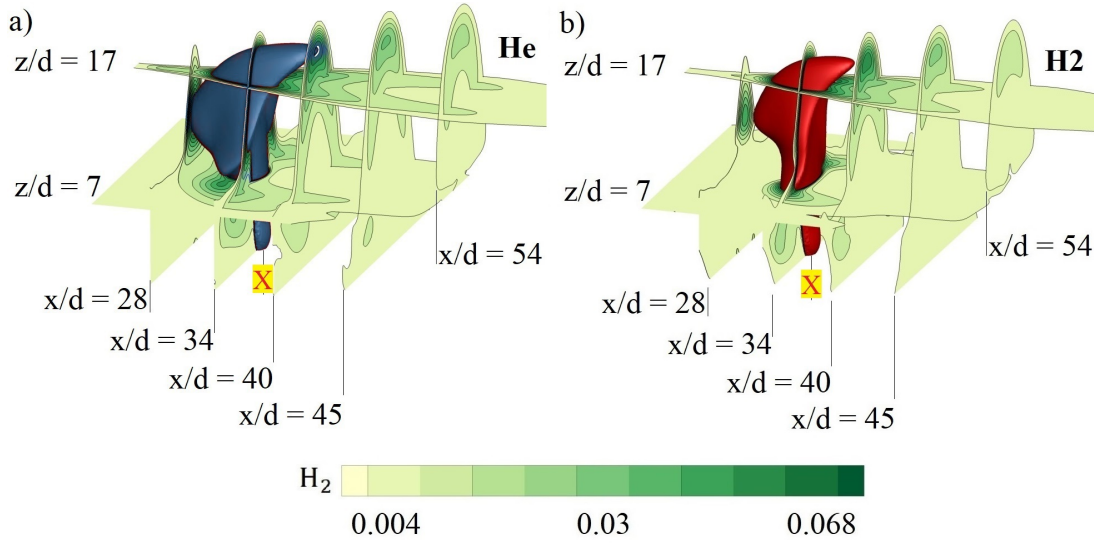 a)
He
z/d = 17
z/d = 7
X
x/d = 54
x/d = 28
x/d = 34
x/d = 40
x/d = 45
b)
H2
z/d = 17
z/d = 7
X
x/d = 54
x/d = 28
x/d = 34
x/d = 40
x/d = 45
H₂
0.004 0.03 0.068